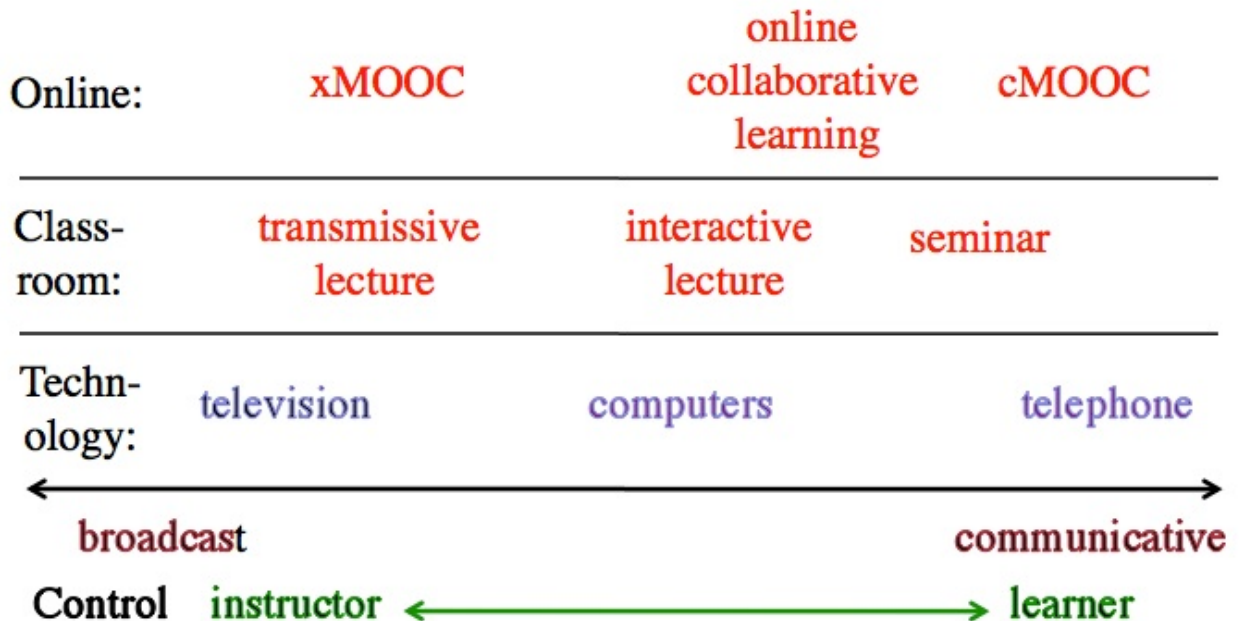 online
Online: xMOOC collaborative cMOOC
learning
Class- transmissive interactive seminar
room: lecture lecture
Techn- television computers telephone
ology:
broadcast communicative
Control instructor learner